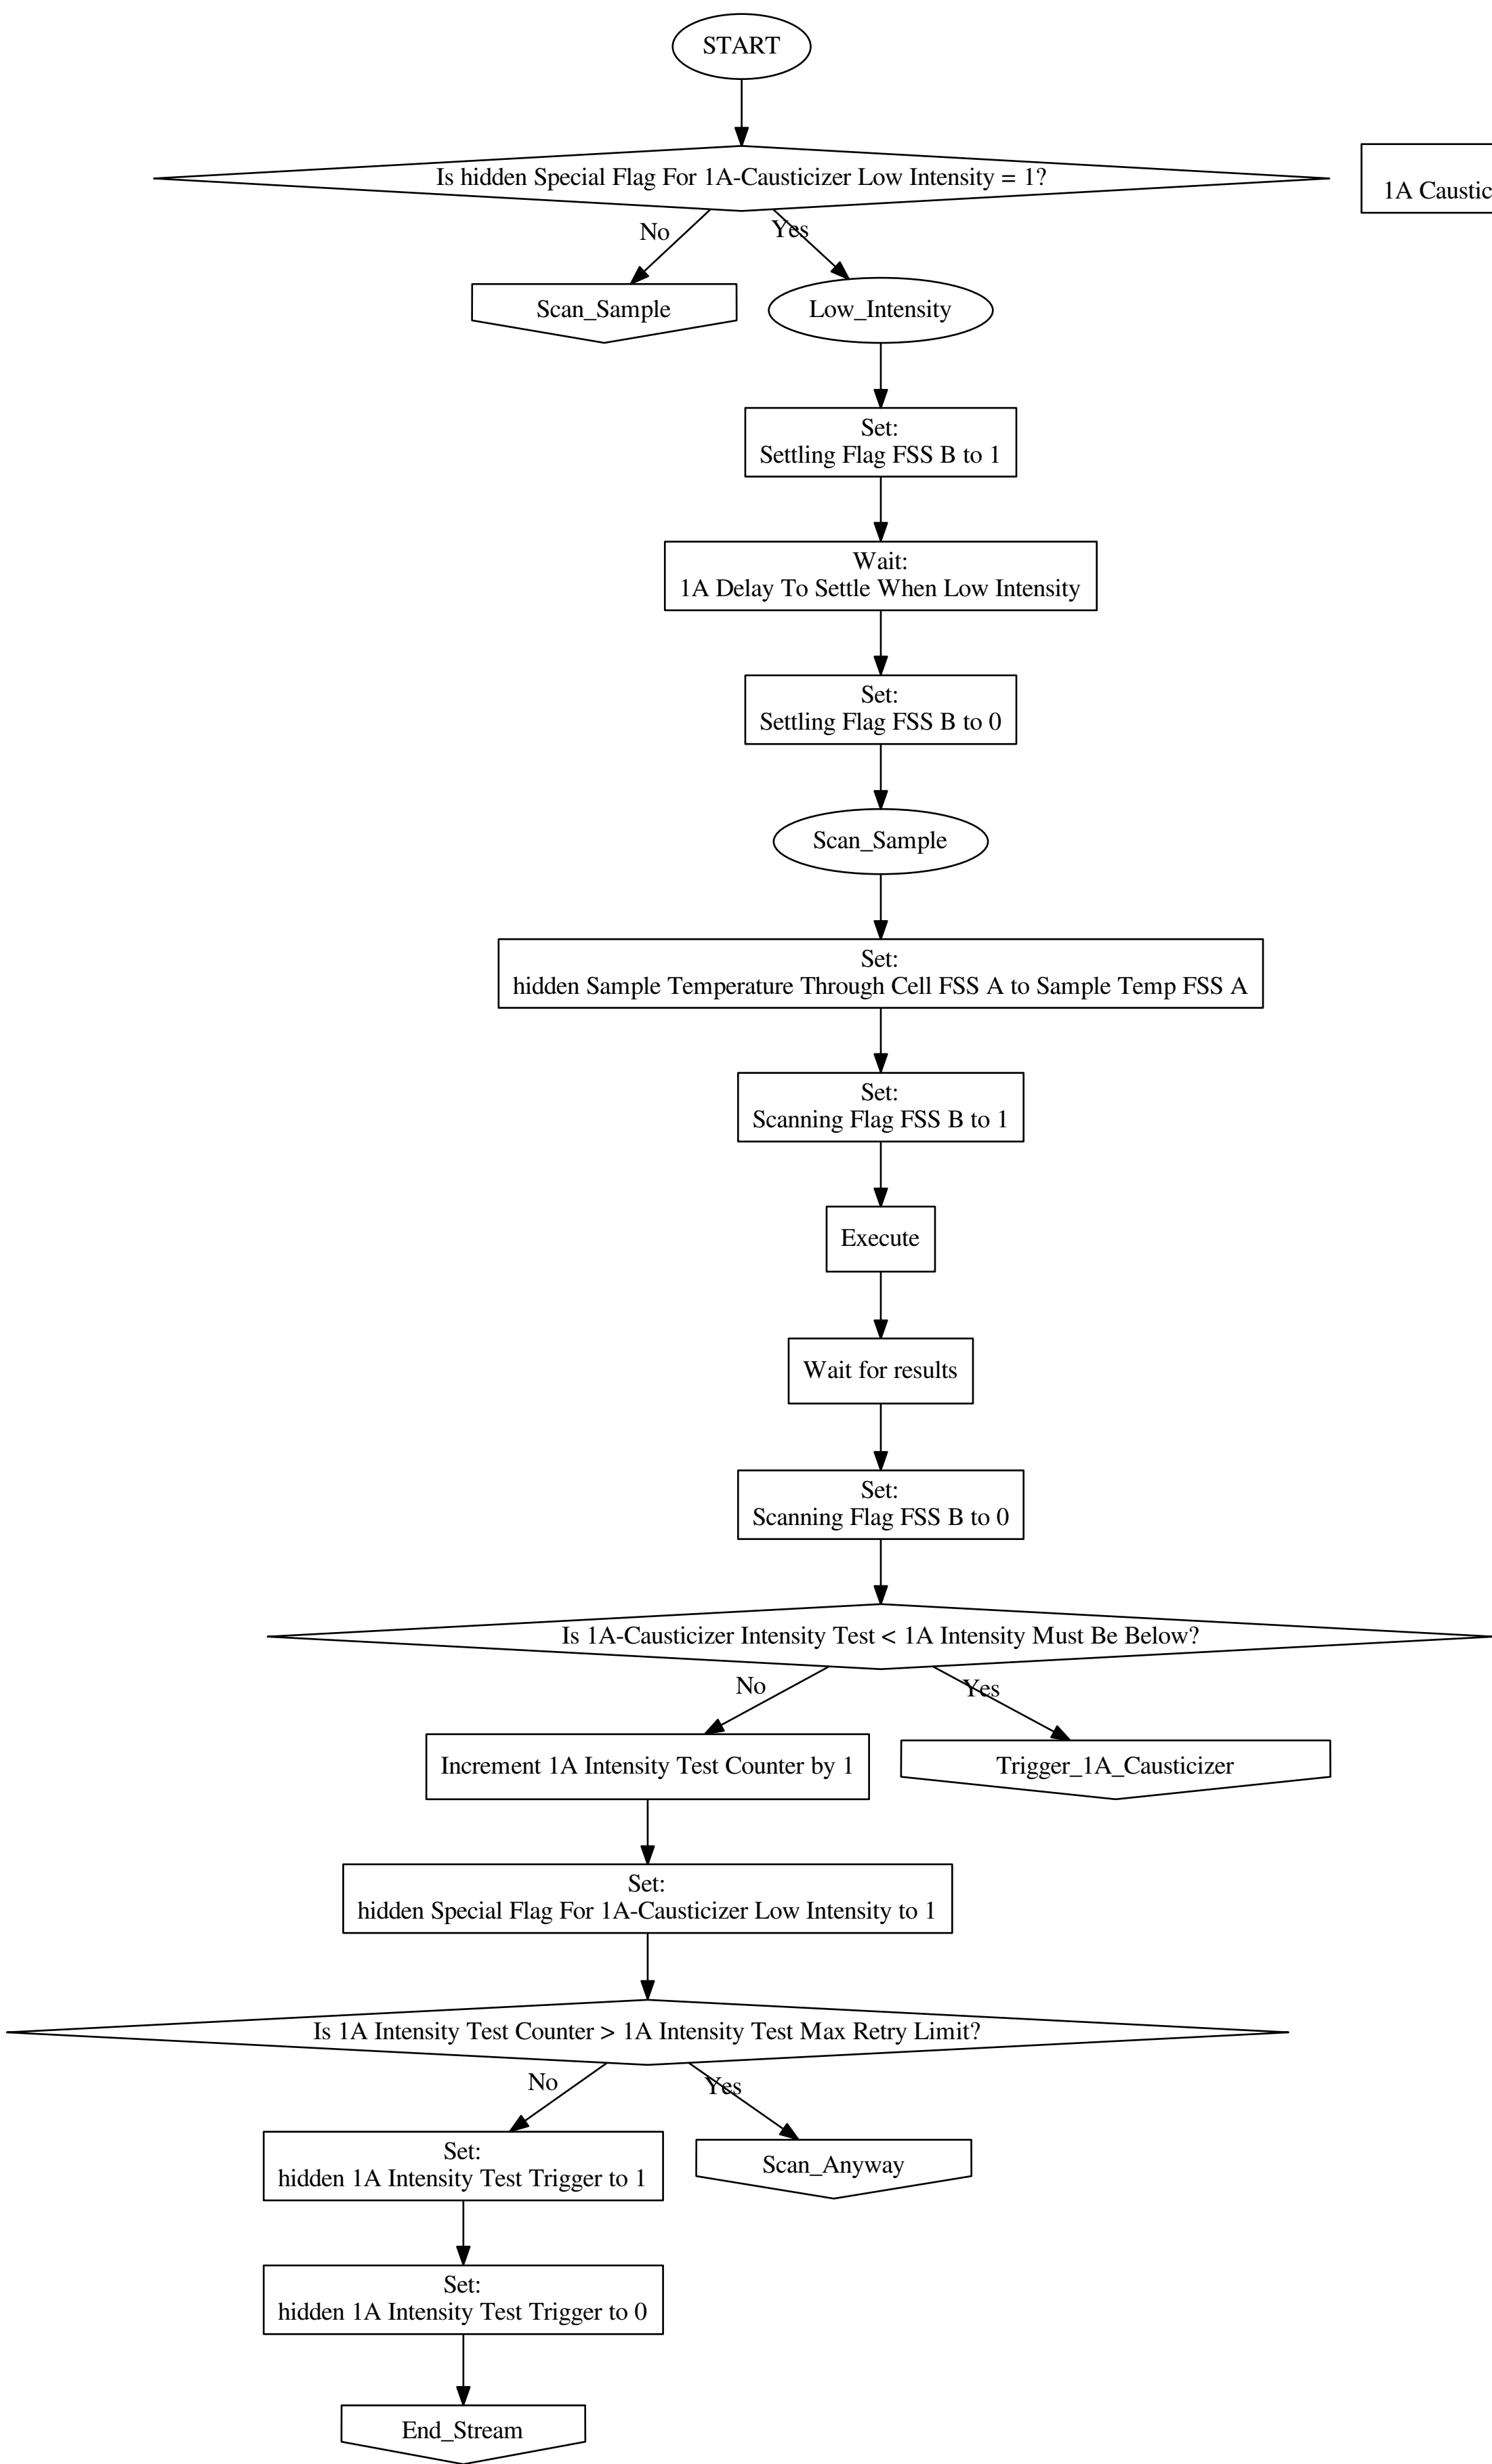 START
Is hidden Special Flag For 1A-Causticizer Low Intensity = 1?
1A Caustic
No
Yes
Scan_Sample
Low_Intensity
Set:
Settling Flag FSS B to 1
Wait:
1A Delay To Settle When Low Intensity
Set:
Settling Flag FSS B to 0
Scan_Sample
Set:
hidden Sample Temperature Through Cell FSS A to Sample Temp FSS A
Set:
Scanning Flag FSS B to 1
Execute
Wait for results
Set:
Scanning Flag FSS B to 0
Is 1A-Causticizer Intensity Test < 1A Intensity Must Be Below?
No
Yes
Increment 1A Intensity Test Counter by 1
Trigger_1A_Causticizer
Set:
hidden Special Flag For 1A-Causticizer Low Intensity to 1
Is 1A Intensity Test Counter > 1A Intensity Test Max Retry Limit?
No
Yes
Set:
hidden 1A Intensity Test Trigger to 1
Scan_Anyway
Set:
hidden 1A Intensity Test Trigger to 0
End_Stream